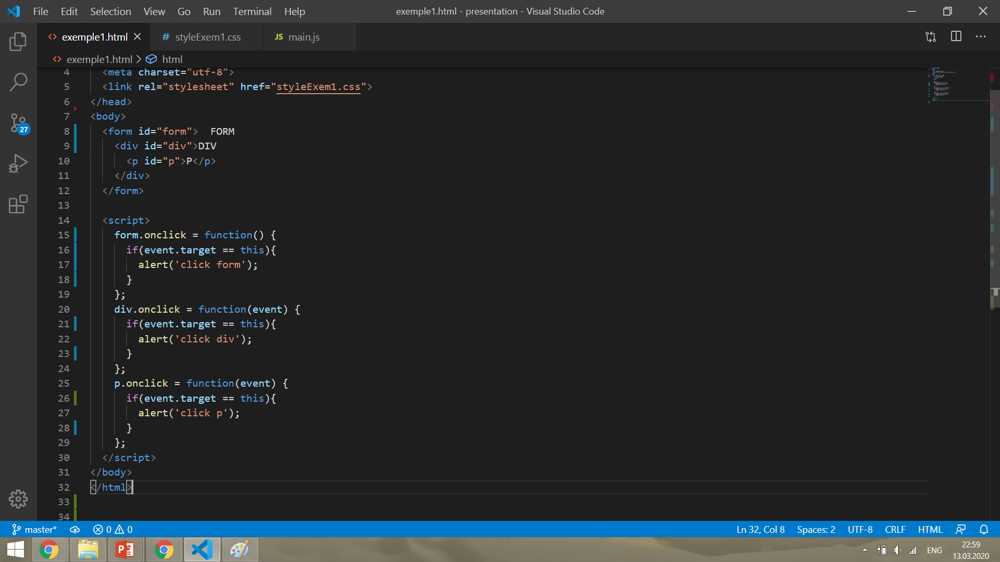 File Edit Selection View Go Run Terminal Help exemple1.html - presentation - Visual Studio Code
<> exemple1.html # styleExem1.css JS main.js
<> exemple1.html > html
4 <meta charset="utf-8">
5 <link rel="stylesheet" href="styleExem1.css">
6 </head>
7 <body>
8 <form id="form"> FORM
9 <div id="div">DIV
10 <p id="p">P</p>
11 </div>
12 </form>
13
14 <script>
15 form.onclick = function() {
16 if(event.target == this){
17 alert('click form');
18 }
19 };
20 div.onclick = function(event) {
21 if(event.target == this){
22 alert('click div');
23 }
24 };
25 p.onclick = function(event) {
26 if(event.target == this){
27 alert('click p');
28 }
29 };
30 </script>
31 </body>
32 </html>
33
34
27
master* 0 0 Ln 32, Col 8 Spaces: 2 UTF-8 CRLF HTML
P ENG 22:59
13.03.2020